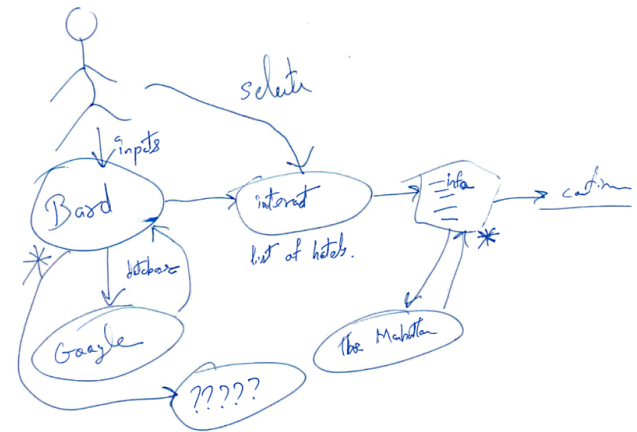 selects
inputs
Bard
interest
info
confirm
list of hotels.
database
Google
The Manhattan
?????